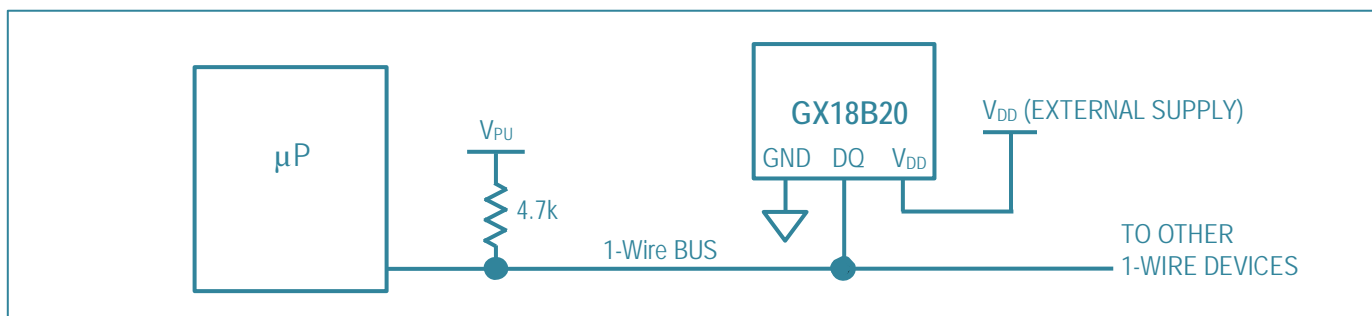 μP
VPU
4.7k
1-Wire BUS
GX18B20
GND DQ VDD
VDD (EXTERNAL SUPPLY)
TO OTHER
1-WIRE DEVICES